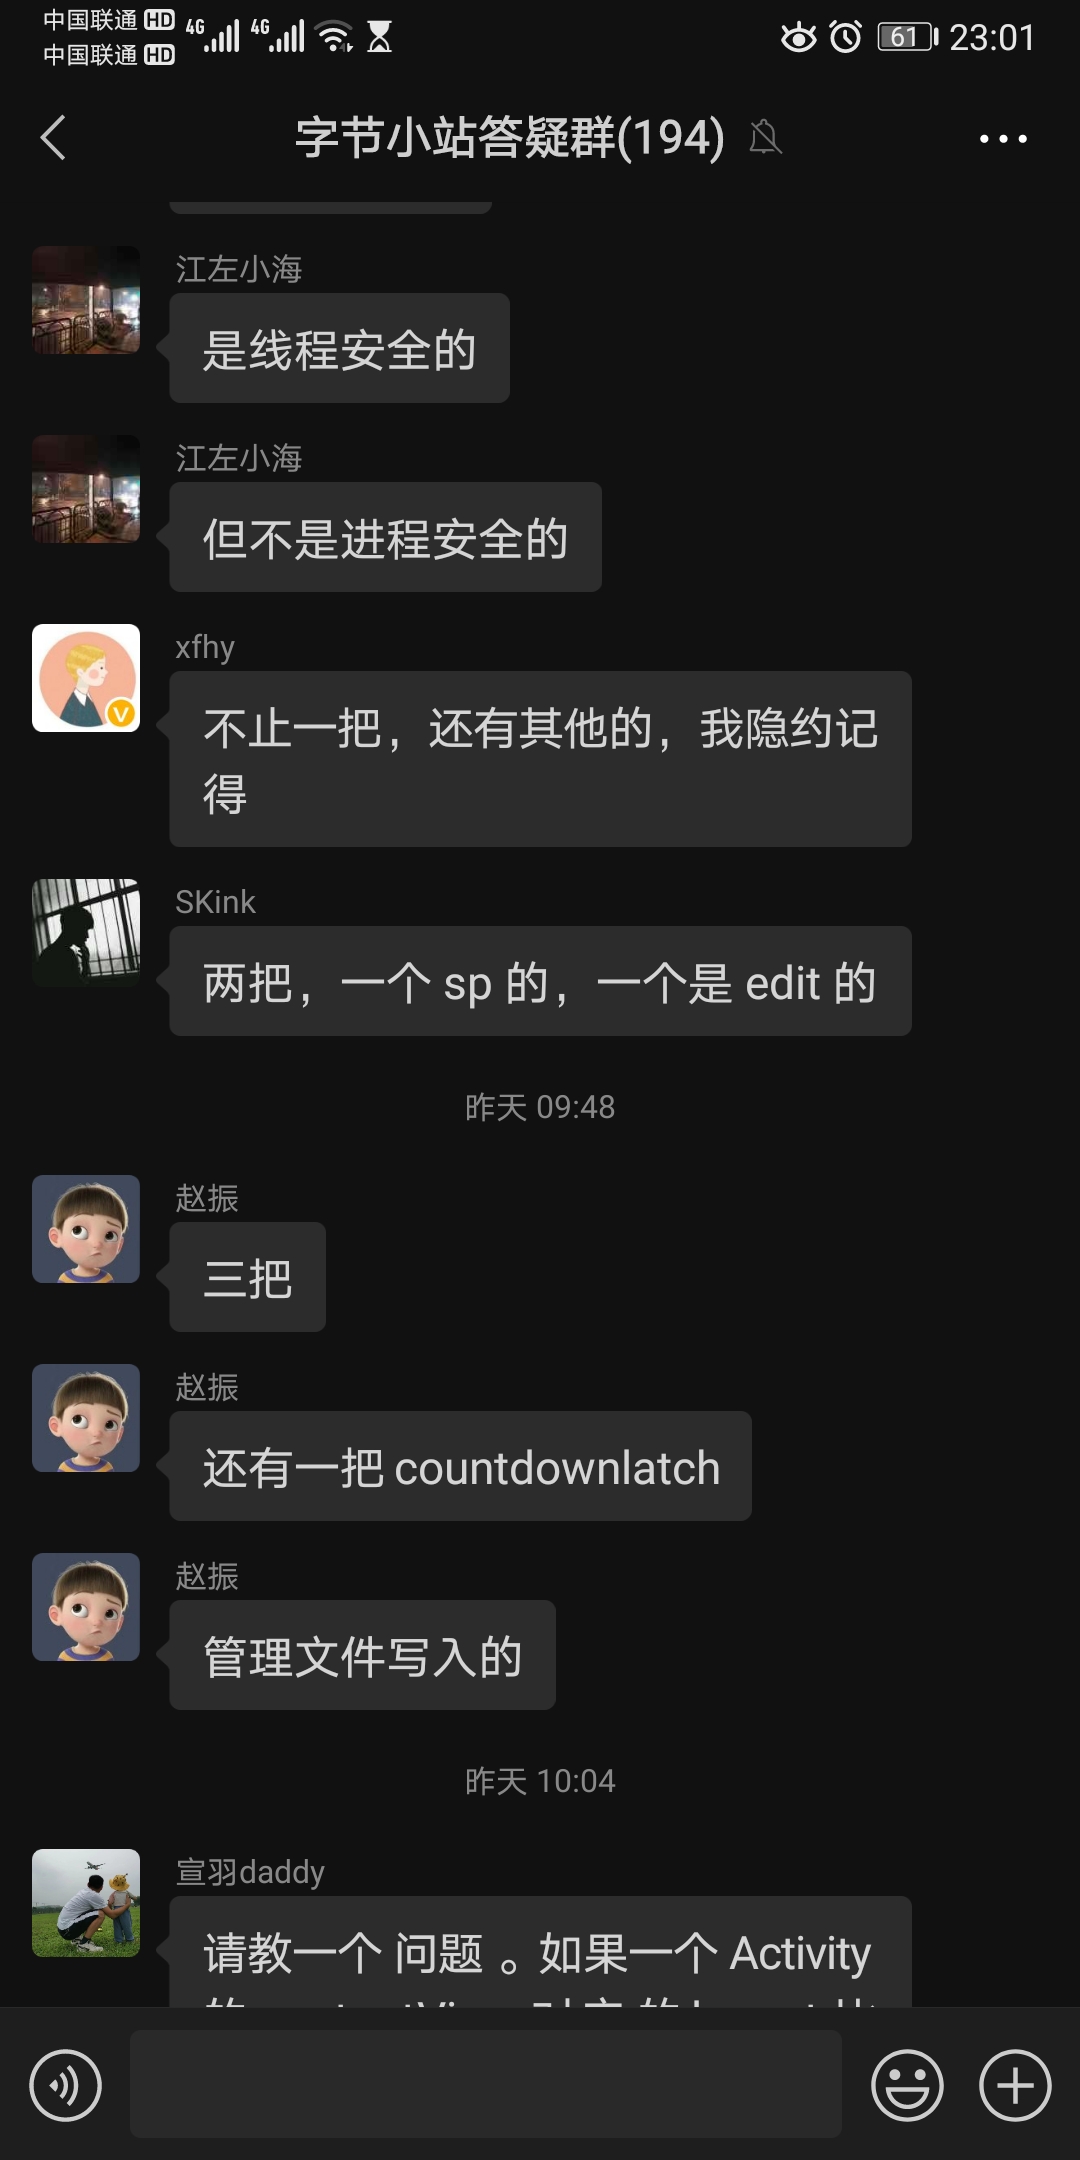 中国联通 HD 4G 4G 61 23:01
中国联通 HD
字节小站答疑群(194)
江左小海
是线程安全的
江左小海
但不是进程安全的
xfhy
不止一把，还有其他的，我隐约记
得
SKink
两把，一个 sp 的，一个是 edit 的
昨天 09:48
赵振
三把
赵振
还有一把 countdownlatch
赵振
管理文件写入的
昨天 10:04
宣羽daddy
请教一个 问题 。如果一个 Activity